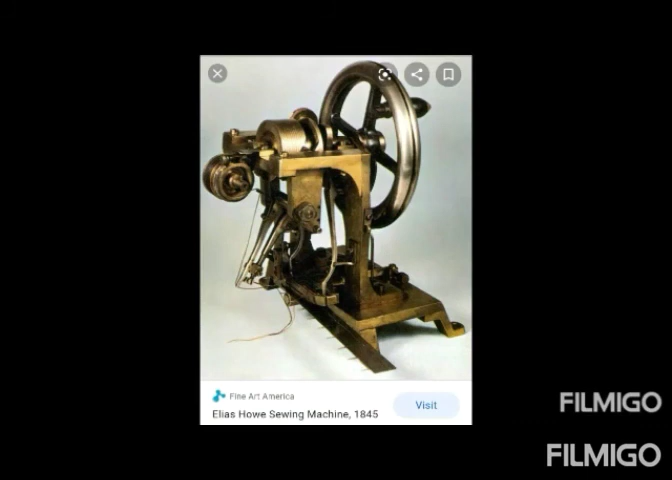 Fine Art America
Elias Howe Sewing Machine, 1845
Visit
FILMIGO
FILMIGO